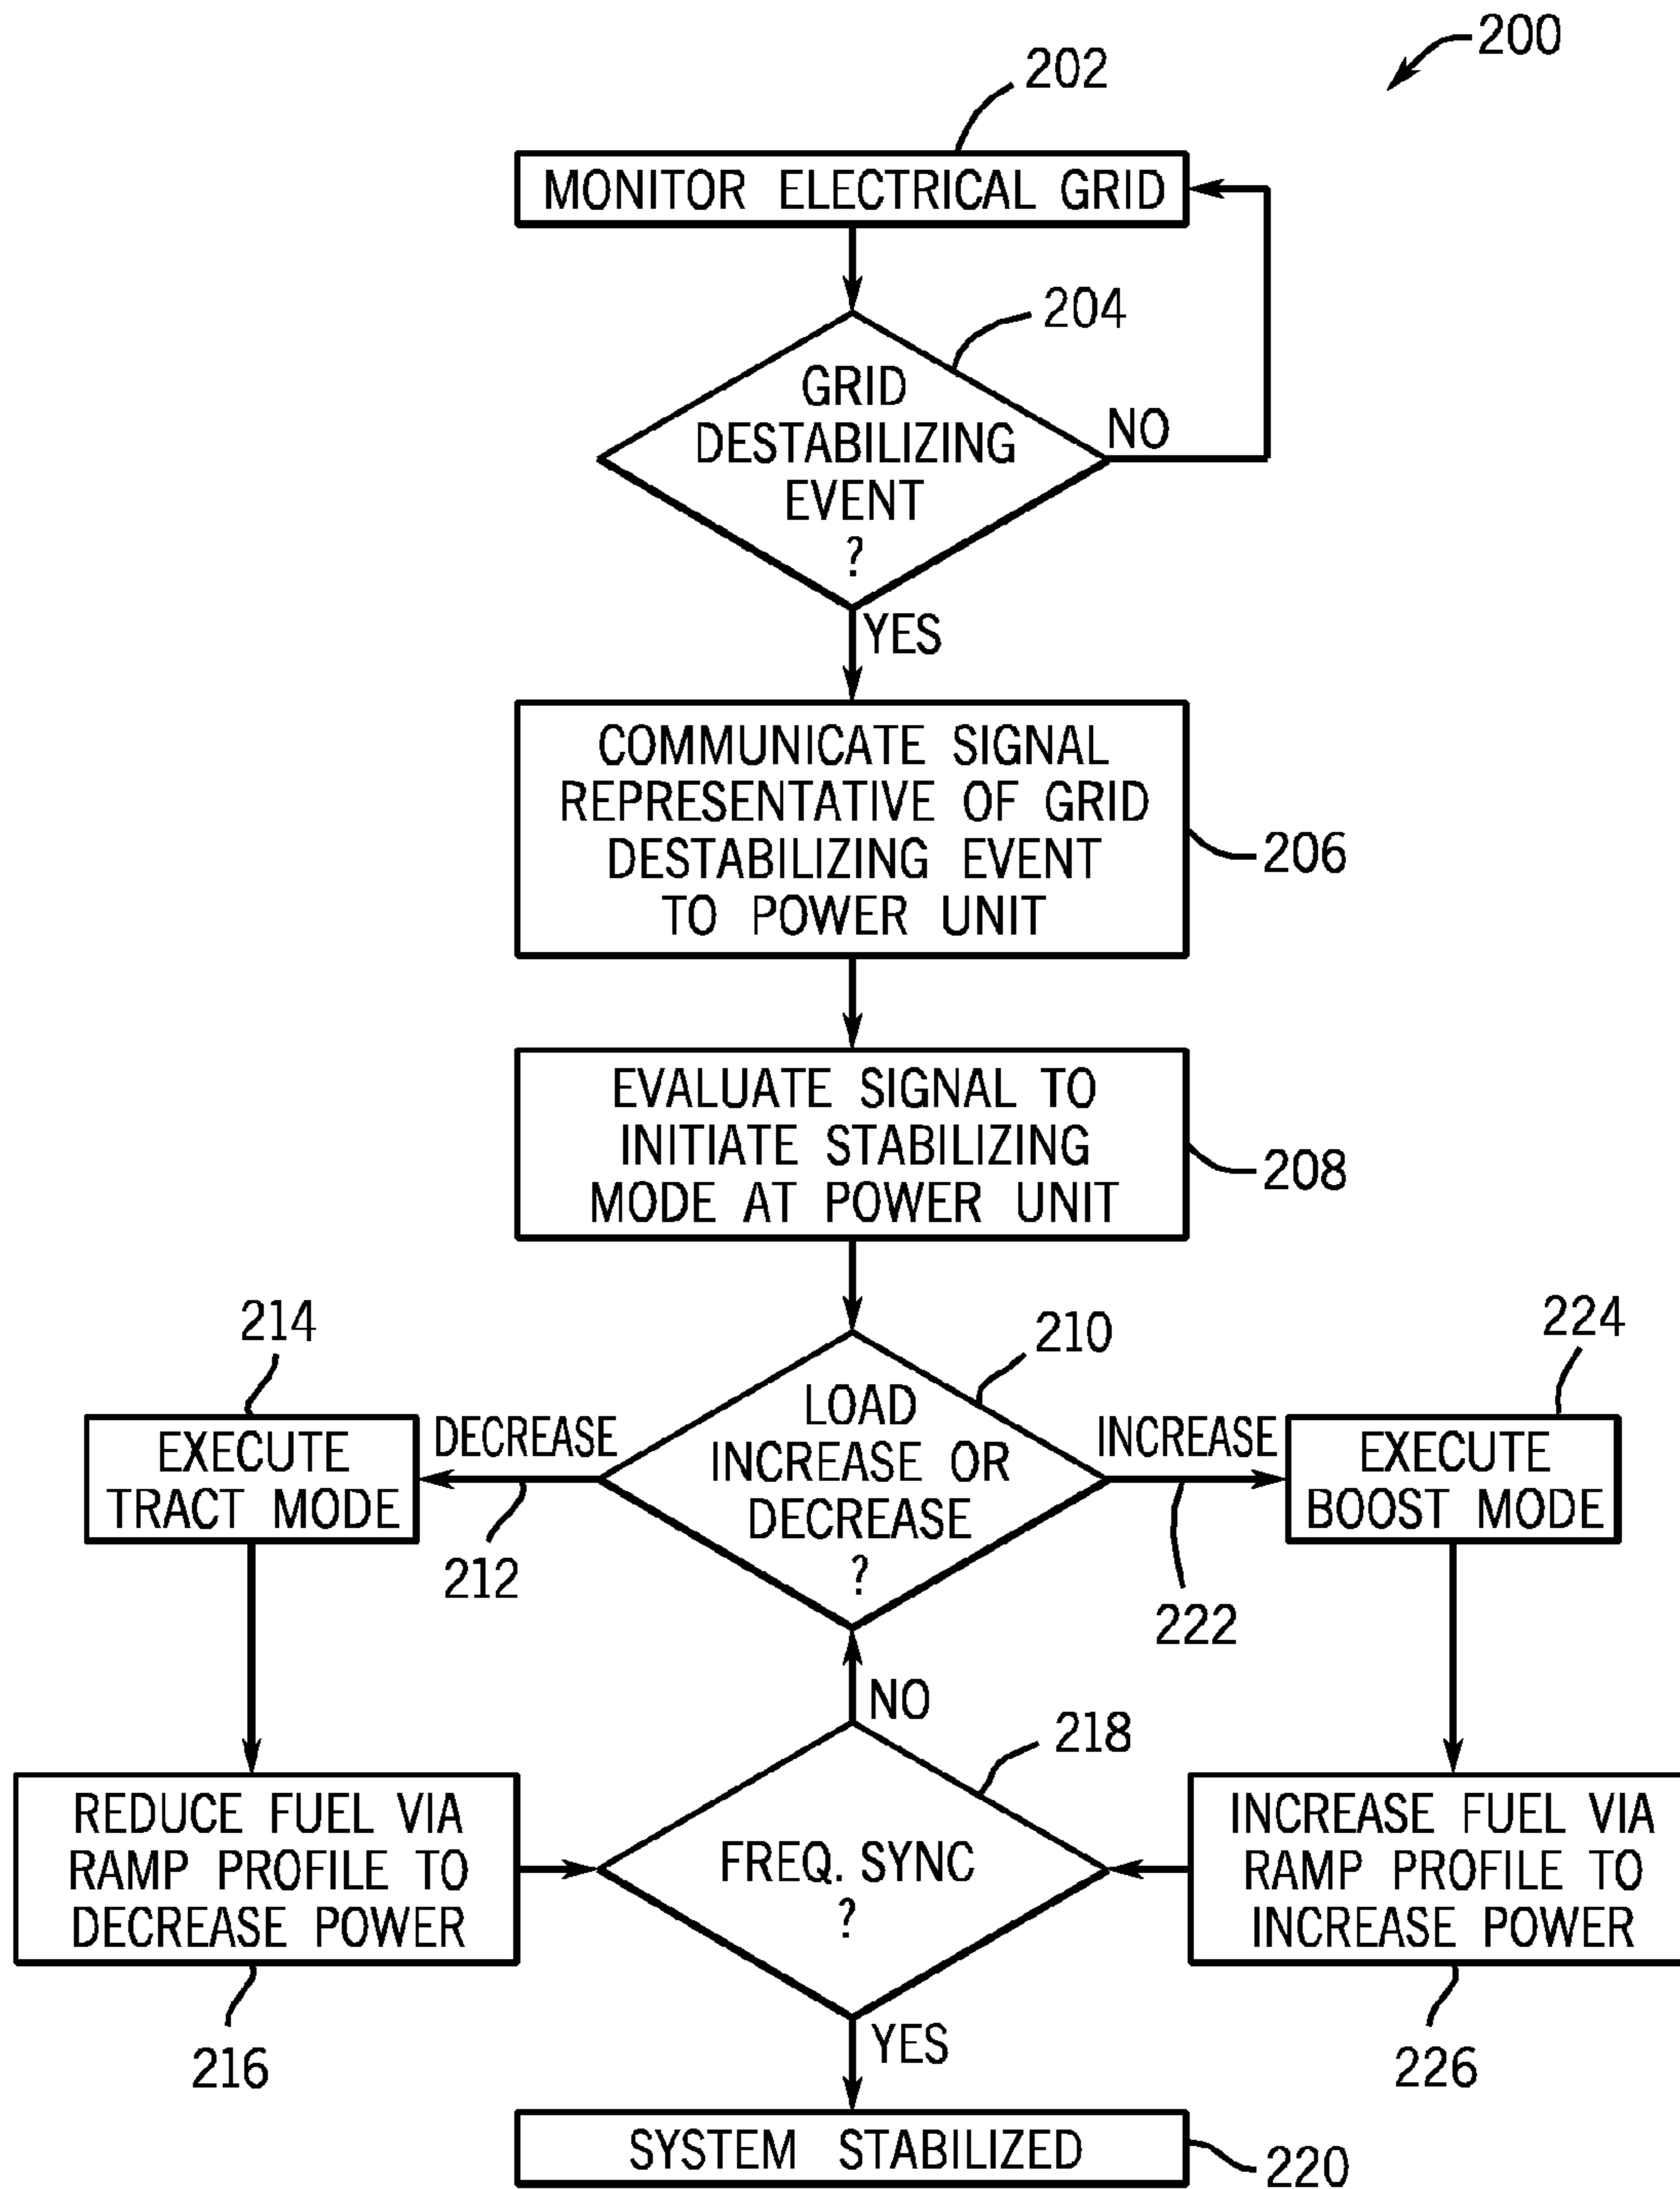 200
202
MONITOR ELECTRICAL GRID
204
GRID
DESTABILIZING
EVENT
?
NO
YES
COMMUNICATE SIGNAL
REPRESENTATIVE OF GRID
DESTABILIZING EVENT
TO POWER UNIT
206
EVALUATE SIGNAL TO
INITIATE STABILIZING
MODE AT POWER UNIT
208
214
210
224
EXECUTE
TRACT MODE
DECREASE
212
LOAD
INCREASE OR
DECREASE
?
INCREASE
222
EXECUTE
BOOST MODE
NO
218
REDUCE FUEL VIA
RAMP PROFILE TO
DECREASE POWER
216
FREQ. SYNC
?
INCREASE FUEL VIA
RAMP PROFILE TO
INCREASE POWER
226
YES
SYSTEM STABILIZED
220